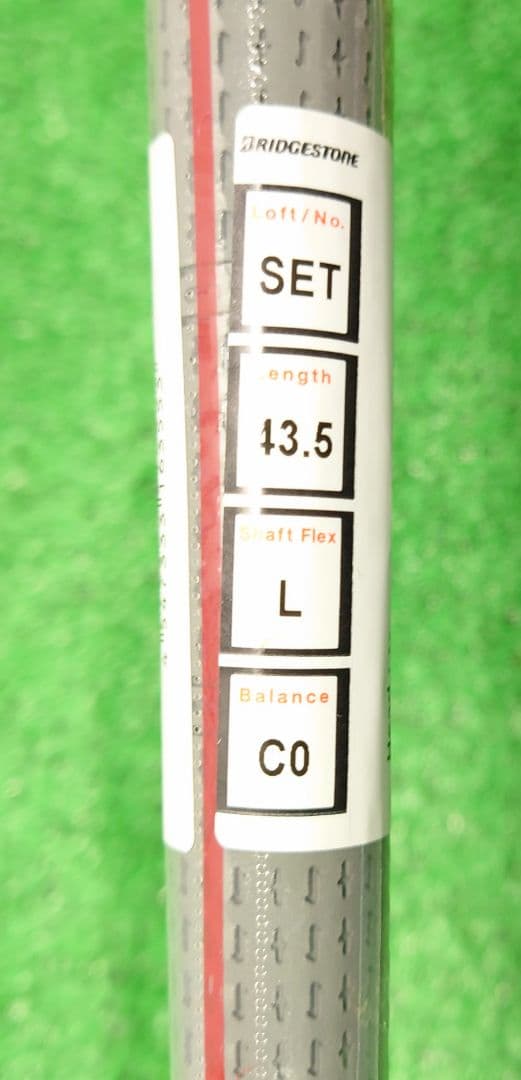 BRIDGESTONE
Loft/No.
SET
Length
43.5
Shaft Flex
L
Balance
C0